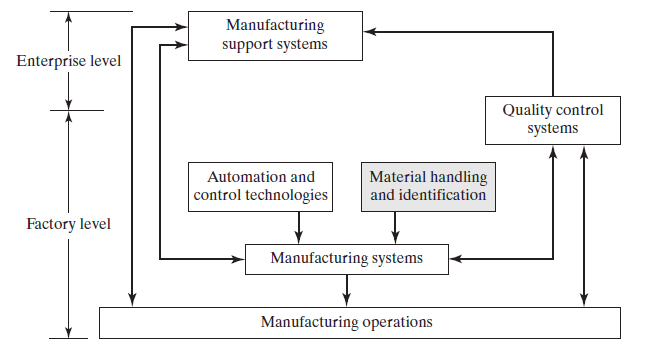 Manufacturing
support systems
Enterprise level
Quality control
systems
Automation and
control technologies
Material handling
and identification
Factory level
Manufacturing systems
Manufacturing operations